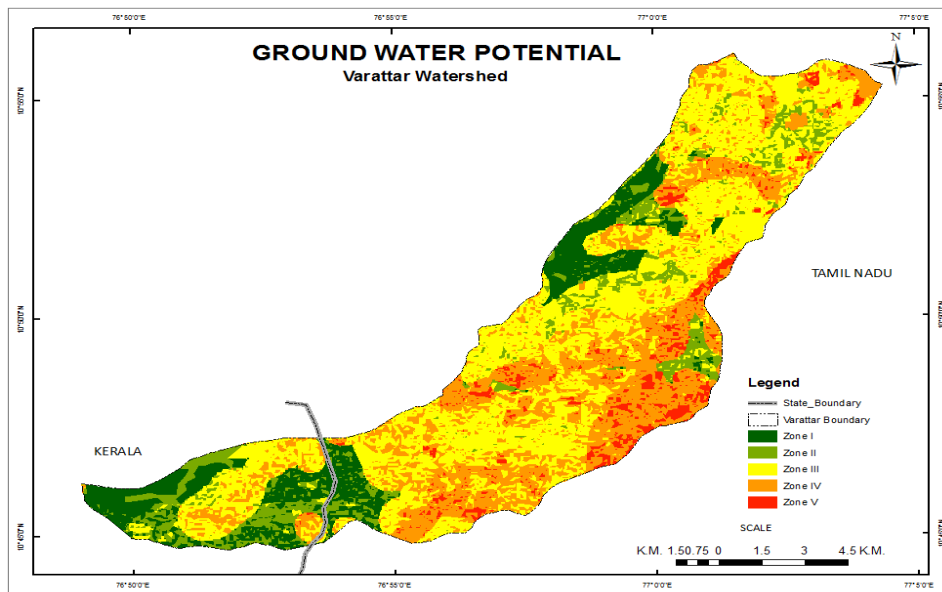 76°50'0"E 76°55'0"E 77°0'0"E 77°5'0"E
GROUND WATER POTENTIAL
Varattar Watershed
N
TAMIL NADU
KERALA
Legend
State_Boundary
Varattar Boundary
Zone I
Zone II
Zone III
Zone IV
Zone V
SCALE
K.M. 1.50.75 0 1.5 3 4.5 K.M.
76°50'0"E 76°55'0"E 77°0'0"E 77°5'0"E